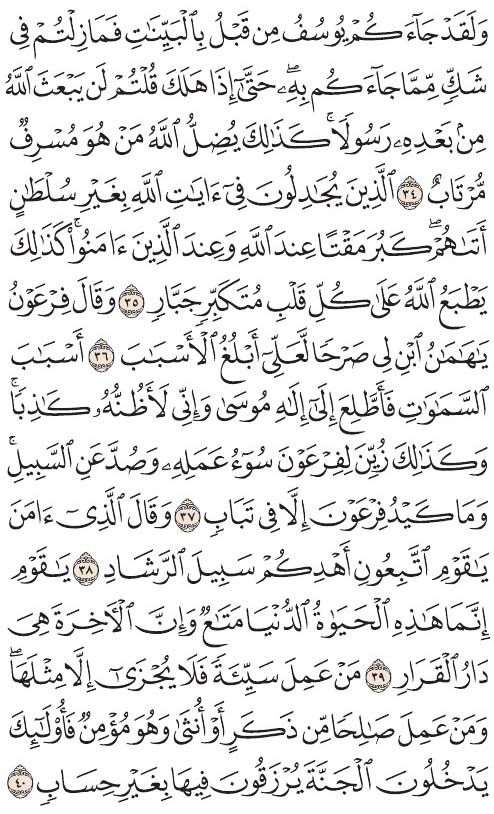 وَلَقَدْ جَآءَكُمْ يُوسُفُ مِن قَبْلُ بِٱلْبَيِّنَٰتِ فَمَازِلْتُمْ فِى
شَكٍّ مِّمَّا جَآءَكُم بِهِۦۖ حَتَّىٰٓ إِذَا هَلَكَ قُلْتُمْ لَن يَبْعَثَ ٱللَّهُ
مِنۢ بَعْدِهِۦ رَسُولًاۚ كَذَٰلِكَ يُضِلُّ ٱللَّهُ مَنْ هُوَ مُسْرِفٌ
مُّرْتَابٌ ٣٤ ٱلَّذِينَ يُجَٰدِلُونَ فِىٓ ءَايَٰتِ ٱللَّهِ بِغَيْرِ سُلْطَٰنٍ
أَتَىٰهُمْۖ كَبُرَ مَقْتًا عِندَ ٱللَّهِ وَعِندَ ٱلَّذِينَ ءَامَنُوا۟ۚ كَذَٰلِكَ
يَطْبَعُ ٱللَّهُ عَلَىٰ كُلِّ قَلْبِ مُتَكَبِّرٍ جَبَّارٍ ٣٥ وَقَالَ فِرْعَوْنُ
يَٰهَٰمَٰنُ ٱبْنِ لِى صَرْحًا لَّعَلِّىٓ أَبْلُغُ ٱلْأَسْبَٰبَ ٣٦ أَسْبَٰبَ
ٱلسَّمَٰوَٰتِ فَأَطَّلِعَ إِلَىٰٓ إِلَٰهِ مُوسَىٰ وَإِنِّى لَأَظُنُّهُۥ كَٰذِبًاۚ
وَكَذَٰلِكَ زُيِّنَ لِفِرْعَوْنَ سُوٓءُ عَمَلِهِۦ وَصُدَّ عَنِ ٱلسَّبِيلِۚ
وَمَا كَيْدُ فِرْعَوْنَ إِلَّا فِى تَبَابٍ ٣٧ وَقَالَ ٱلَّذِىٓ ءَامَنَ
يَٰقَوْمِ ٱتَّبِعُونِ أَهْدِكُمْ سَبِيلَ ٱلرَّشَادِ ٣٨ يَٰقَوْمِ
إِنَّمَا هَٰذِهِ ٱلْحَيَوٰةُ ٱلدُّنْيَا مَتَٰعٌ وَإِنَّ ٱلْءَاخِرَةَ هِىَ
دَارُ ٱلْقَرَارِ ٣٩ مَنْ عَمِلَ سَيِّئَةً فَلَا يُجْزَىٰٓ إِلَّا مِثْلَهَاۖ
وَمَنْ عَمِلَ صَٰلِحًا مِّن ذَكَرٍ أَوْ أُنثَىٰ وَهُوَ مُؤْمِنٌ فَأُو۟لَٰٓئِكَ
يَدْخُلُونَ ٱلْجَنَّةَ يُرْزَقُونَ فِيهَا بِغَيْرِ حِسَابٍ ٤٠